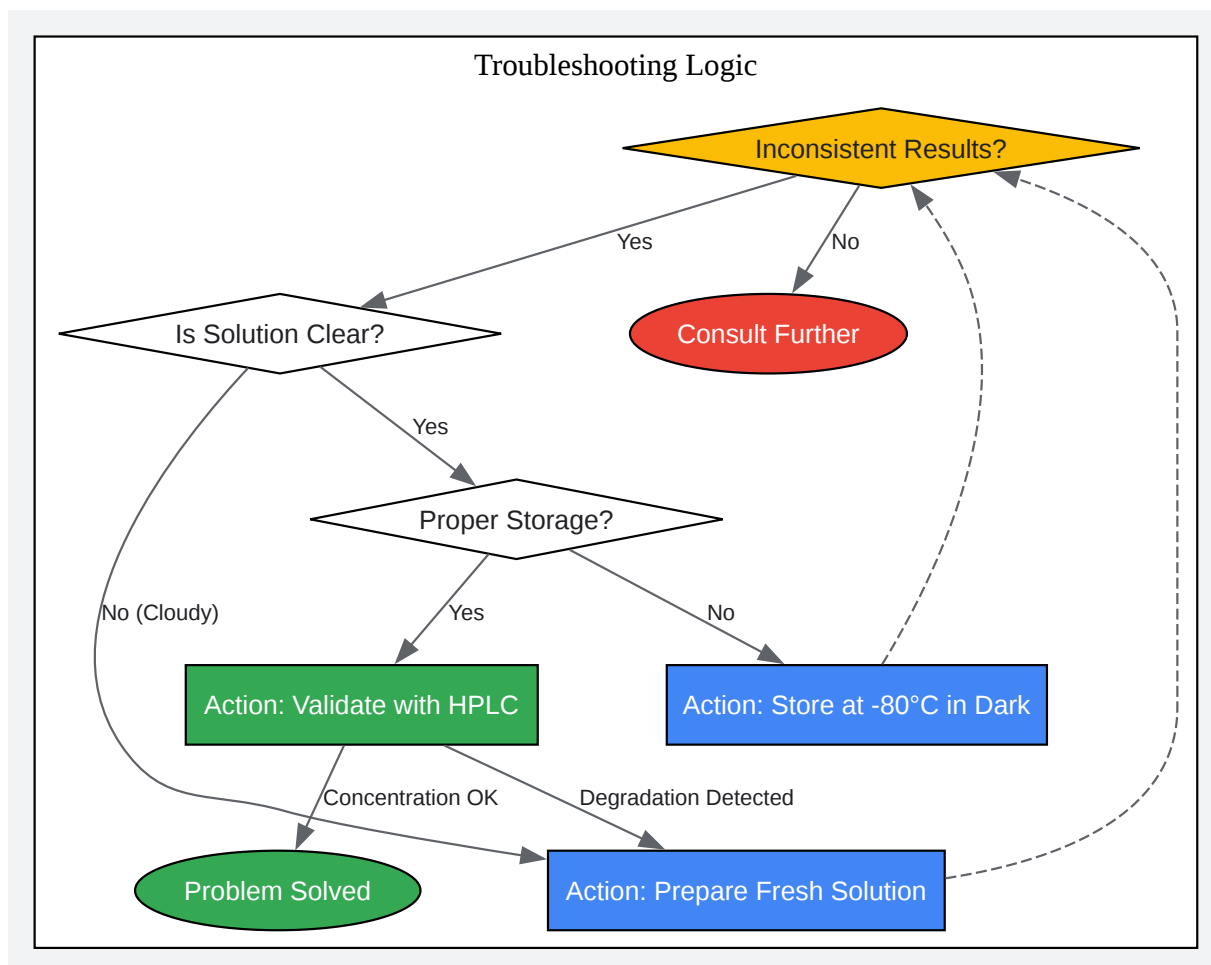 Troubleshooting Logic
Inconsistent Results?
Yes
No
Is Solution Clear?
Consult Further
Yes
Proper Storage?
No (Cloudy)
Yes
No
Action: Validate with HPLC
Action: Store at -80°C in Dark
Concentration OK
Degradation Detected
Problem Solved
Action: Prepare Fresh Solution